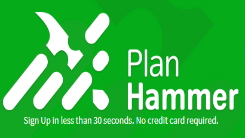 Plan
Hammer
Sign Up in less than 30 seconds. No credit card required.